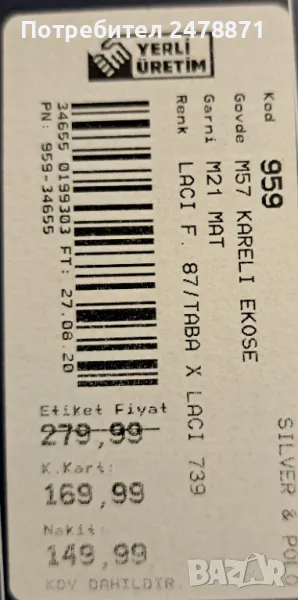 Потребител 2478871
YERLİ
ÜRETİM
Kod 959
Govde M57 KARELI EKOSE
Garni M21 MAT
Renk LACI F. 87/TABA X LACI 739
34655 0199303 FT: 27.08.20
PN: 959-34655
SILVER & POLO
Etiket Fiyat
279,99
K.Kart:
169,99
Nakit:
149,99
KDV DAHILDIR.
BAZAR